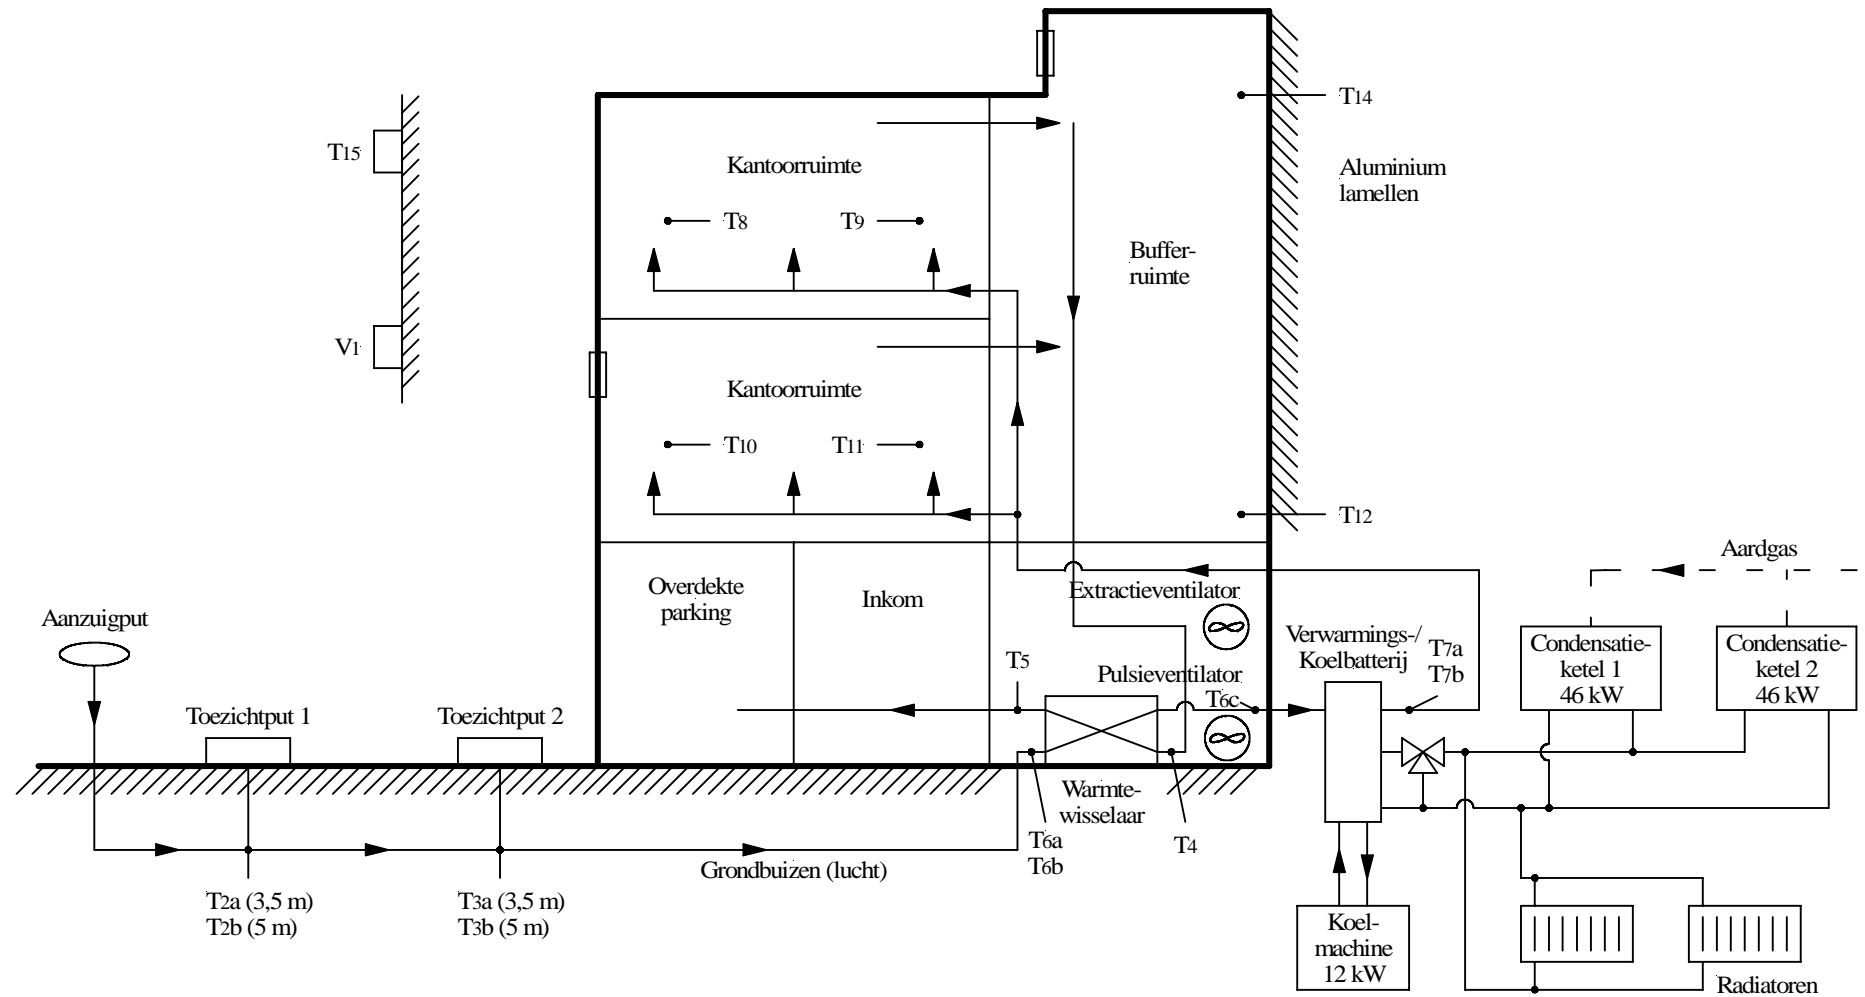 T14
T15
Kantoorruimte
Aluminium
lamellen
T8
T9
Buffer-
ruimte
V1
Kantoorruimte
T10
T11
T12
Aardgas
Overdekte
parking
Inkom
Extractieventilator
Aanzuigput
Verwarmings-/
Koelbatterij
T7a
T7b
Condensatie-
ketel 1
46 kW
Condensatie-
ketel 2
46 kW
T5
Pulsieventilator
T6c
Toezichtput 1
Toezichtput 2
Warmte-
wisselaar
T6a
T6b
T4
Grondbuizen (lucht)
T2a (3,5 m)
T2b (5 m)
T3a (3,5 m)
T3b (5 m)
Koel-
machine
12 kW
Radiatoren